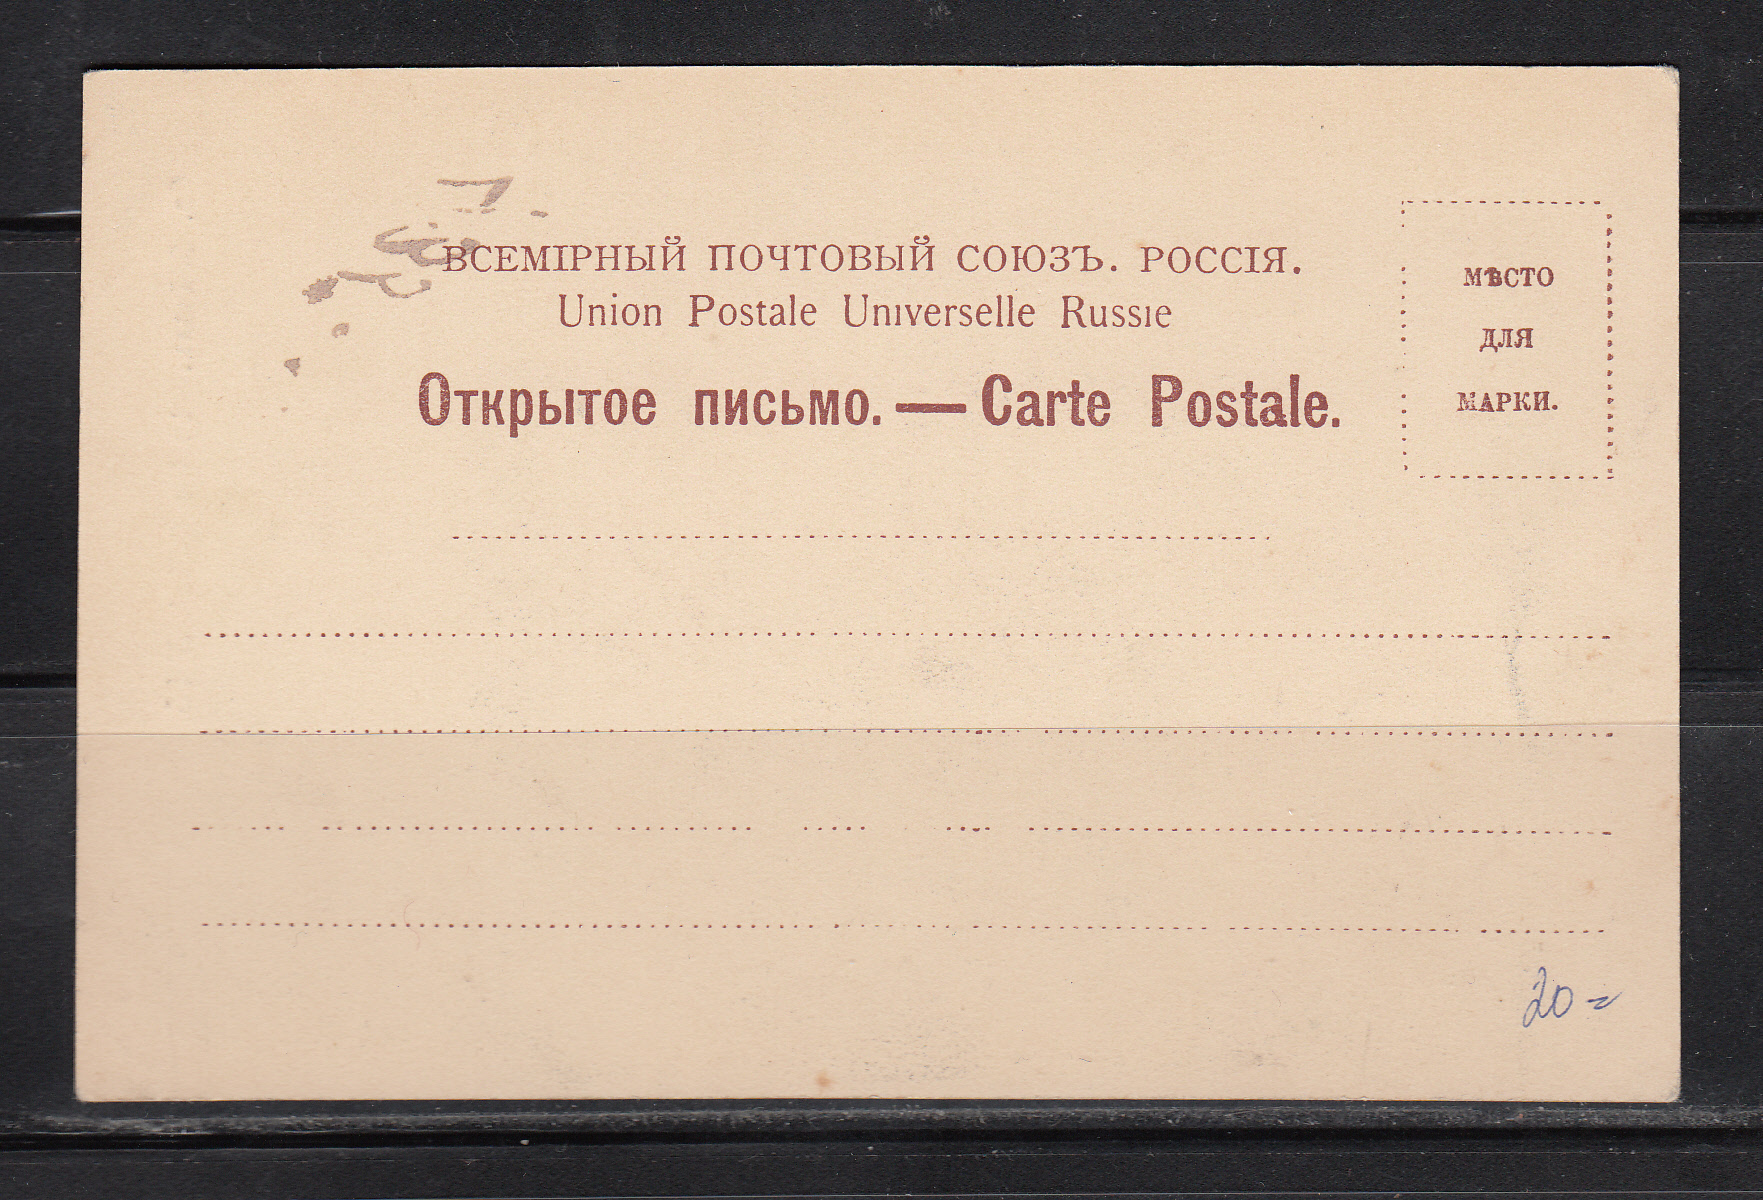 ВСЕМІРНЫЙ ПОЧТОВЫЙ СОЮЗЪ. РОССІЯ.
Union Postale Universelle Russie
Открытое письмо. — Carte Postale.
МѢСТО
ДЛЯ
МАРКИ.
20=